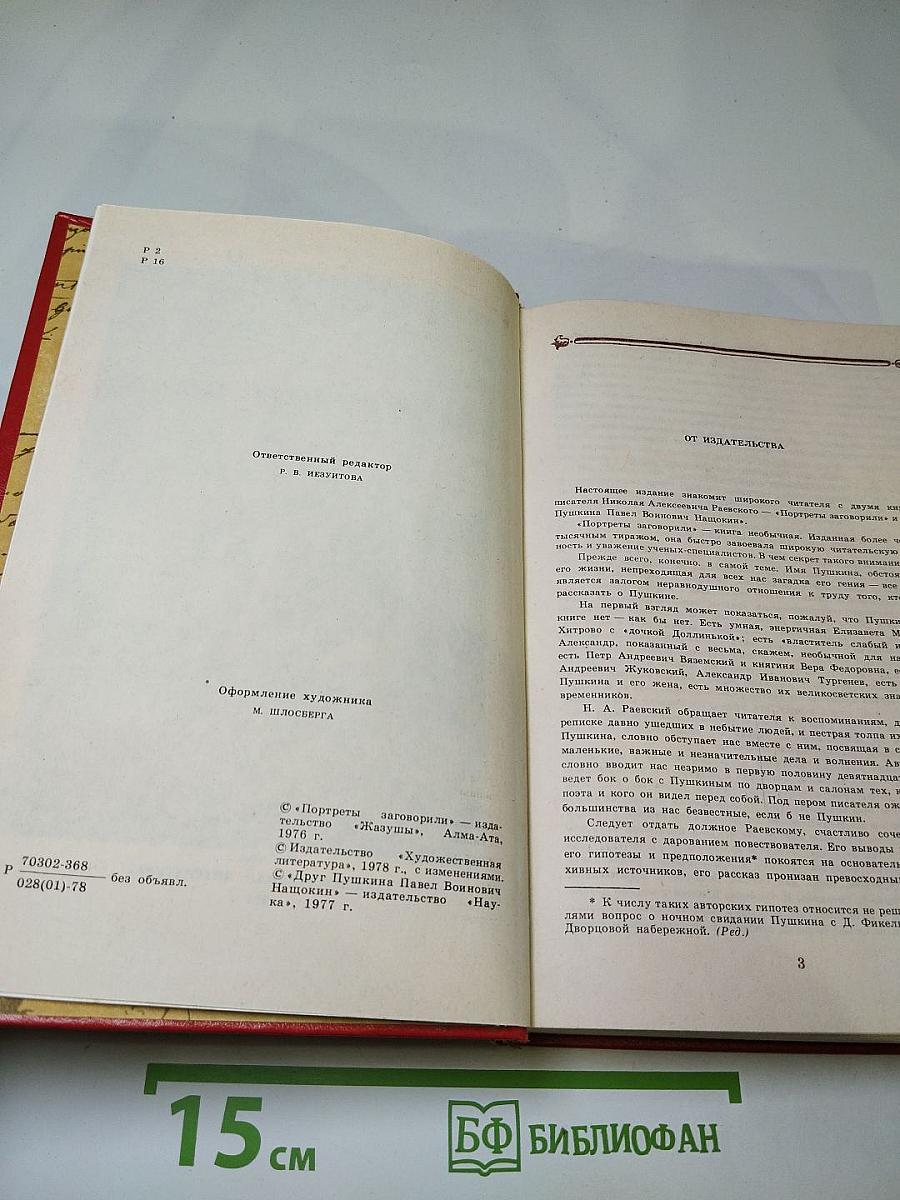 Р 2
Р 16
Ответственный редактор
Р. В. ИЕЗУИТОВА
Оформление художника
М. ШЛОСБЕРГА
© «Портреты заговорили» — изда-
тельство «Жазушы», Алма-Ата,
1976 г.
© Издательство «Художественная
литература», 1978 г., с изменениями.
© «Друг Пушкина Павел Воинович
Нащокин» — издательство «Нау-
ка», 1977 г.
Р 70302-368
028(01)-78 без объявл.
ОТ ИЗДАТЕЛЬСТВА
Настоящее издание знакомит широкого читателя с двумя
писателя Николая Алексеевича Раевского — «Портреты заговорили» и
Пушкина Павел Воинович Нащокин».
«Портреты заговорили» — книга необычная. Изданная более
тысячным тиражом, она быстро завоевала широкую читательскую
ность и уважение ученых-специалистов. В чем секрет такого
Прежде всего, конечно, в самой теме. Имя Пушкина,
его жизни, непреходящая для всех нас загадка его гения — все
является залогом неравнодушного отношения к труду того,
рассказать о Пушкине.
На первый взгляд может показаться, пожалуй, что
книге нет — как бы нет. Есть умная, энергичная Елизавета
Хитрово с «дочкой Доллинькой»; есть «властитель слабый и
Александр, показанный с весьма, скажем, необычной для
есть Петр Андреевич Вяземский и княгиня Вера Федоровна,
Андреевич Жуковский, Александр Иванович Тургенев, есть
Пушкина и его жена, есть множество их великосветских
временников.
Н. А. Раевский обращает читателя к воспоминаниям,
реписке давно ушедших в небытие людей, и пестрая толпа их
Пушкина, словно обступает нас вместе с ним, посвящая в
маленькие, важные и незначительные дела и волнения.
словно вводит нас незримо в первую половину
ведет бок о бок с Пушкиным по дворцам и салонам тех,
поэта и кого он видел перед собой. Под пером писателя
большинства из нас безвестные, если б не Пушкин.
Следует отдать должное Раевскому, счастливо
исследователя с дарованием повествователя. Его выводы
его гипотезы и предположения* покоятся на
хивных источников, его рассказ пронизан
* К числу таких авторских гипотез относится не
лями вопрос о ночном свидании Пушкина с Д.
Дворцовой набережной. (Ред.)
3
15 см
БФ БИБЛИОФАН